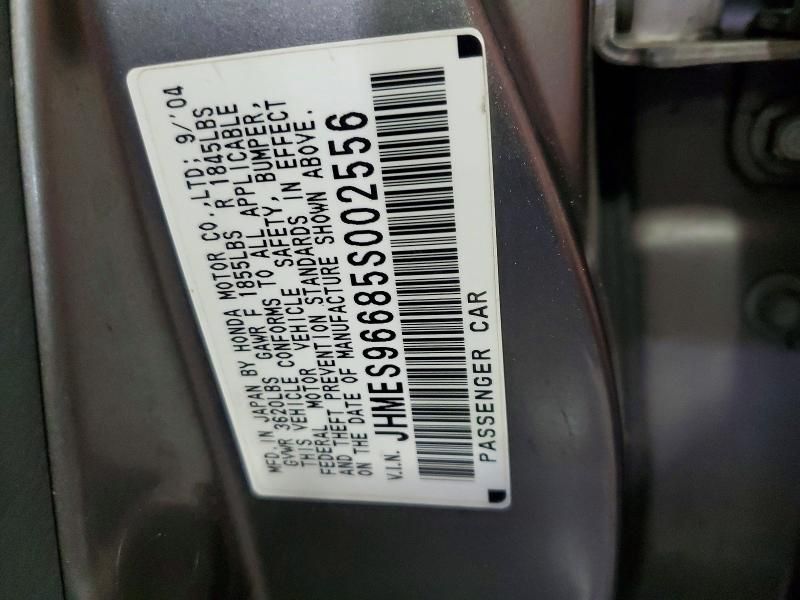 MFD. IN JAPAN BY HONDA MOTOR CO.,LTD; 9/'04
GVWR 3620LBS GAWR F 1855LBS R 1845LBS
THIS VEHICLE CONFORMS TO ALL APPLICABLE
FEDERAL MOTOR VEHICLE SAFETY, BUMPER,
AND THEFT PREVENTION STANDARDS IN EFFECT
ON THE DATE OF MANUFACTURE SHOWN ABOVE.
V.I.N. JHMES96685S002556
PASSENGER CAR